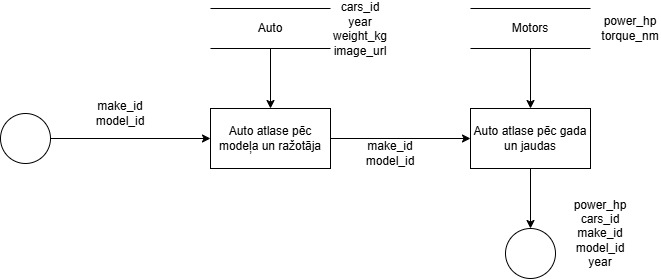 cars_id
Auto
year
weight_kg
image_url
Motors
power_hp
torque_nm
make_id
model_id
Auto atlase pēc
modeļa un ražotāja
make_id
model_id
Auto atlase pēc gada
un jaudas
power_hp
cars_id
make_id
model_id
year